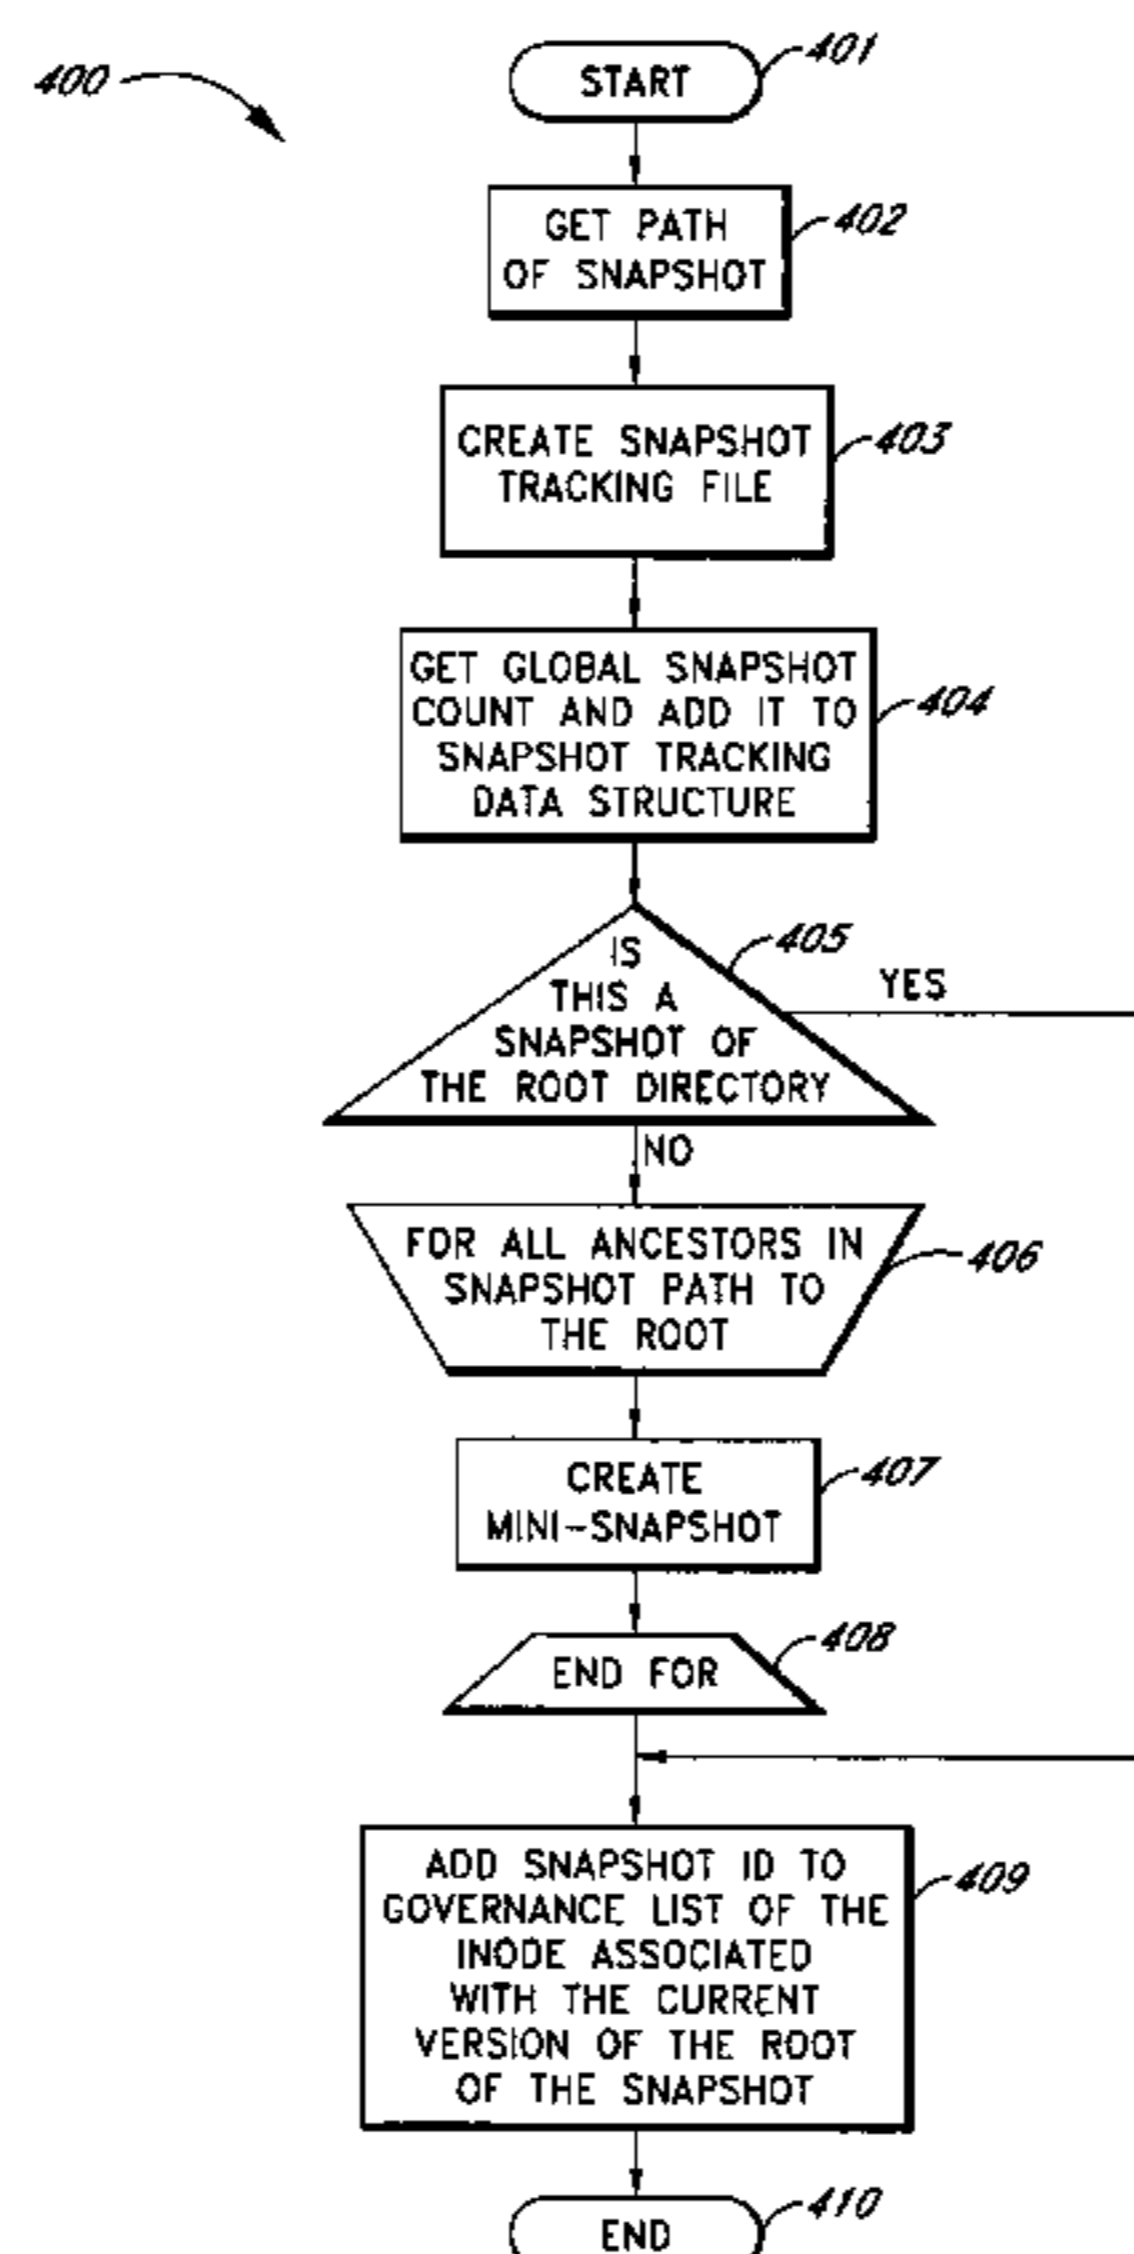 400
START
401
GET PATH
OF SNAPSHOT
402
CREATE SNAPSHOT
TRACKING FILE
403
GET GLOBAL SNAPSHOT
COUNT AND ADD IT TO
SNAPSHOT TRACKING
DATA STRUCTURE
404
IS
THIS A
SNAPSHOT OF
THE ROOT DIRECTORY
405
YES
NO
FOR ALL ANCESTORS IN
SNAPSHOT PATH TO
THE ROOT
406
CREATE
MINI-SNAPSHOT
407
END FOR
408
ADD SNAPSHOT ID TO
GOVERNANCE LIST OF THE
INODE ASSOCIATED
WITH THE CURRENT
VERSION OF THE ROOT
OF THE SNAPSHOT
409
END
410